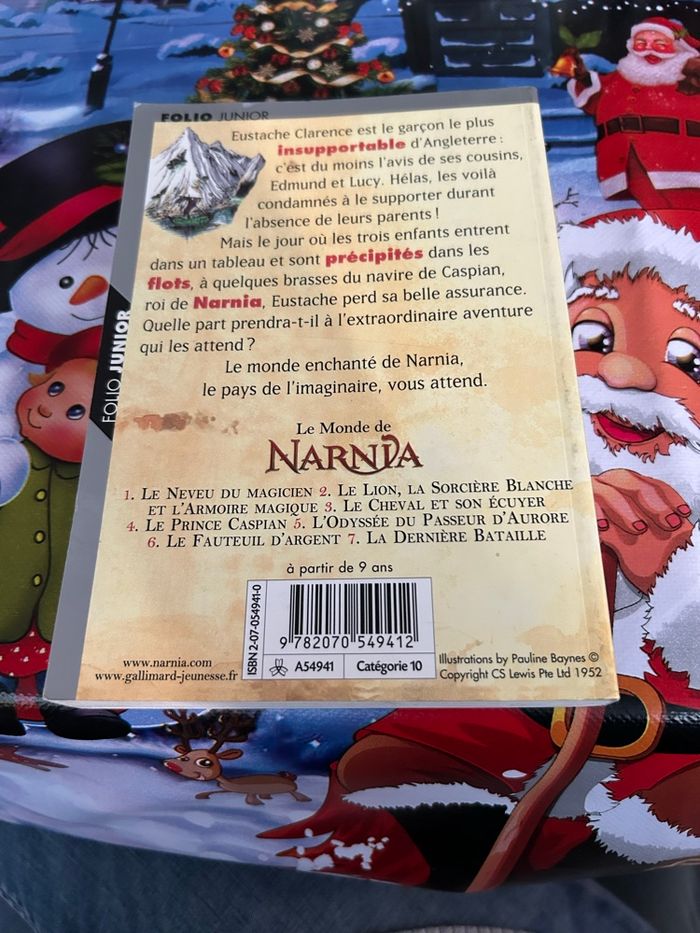 FOLIO JUNIOR
Eustache Clarence est le garçon le plus
insupportable d'Angleterre :
c'est du moins l'avis de ses cousins,
Edmund et Lucy. Hélas, les voilà
condamnés à le supporter durant
l'absence de leurs parents !
Mais le jour où les trois enfants entrent
dans un tableau et sont précipités dans les
flots, à quelques brasses du navire de Caspian,
roi de Narnia, Eustache perd sa belle assurance.
Quelle part prendra-t-il à l'extraordinaire aventure
qui les attend ?
Le monde enchanté de Narnia,
le pays de l'imaginaire, vous attend.
FOLIO JUNIOR
Le Monde de
NARNIA
1. LE NEVEU DU MAGICIEN 2. LE LION, LA SORCIÈRE BLANCHE
ET L'ARMOIRE MAGIQUE 3. LE CHEVAL ET SON ÉCUYER
4. LE PRINCE CASPIAN 5. L'ODYSSÉE DU PASSEUR D'AURORE
6. LE FAUTEUIL D'ARGENT 7. LA DERNIÈRE BATAILLE
à partir de 9 ans
ISBN 2-07-054941-0
9 782070 549412
A54941 Catégorie 10
www.narnia.com
www.gallimard-jeunesse.fr
Illustrations by Pauline Baynes ©
Copyright CS Lewis Pte Ltd 1952